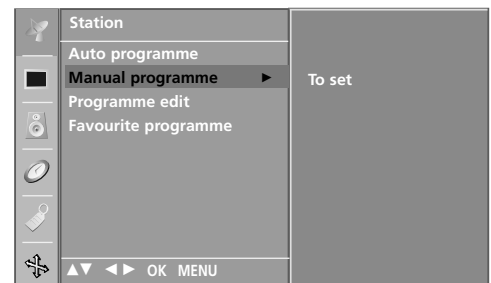 Station
Auto programme
Manual programme ►
To set
Programme edit
Favourite programme
▲▼ ◄► OK MENU